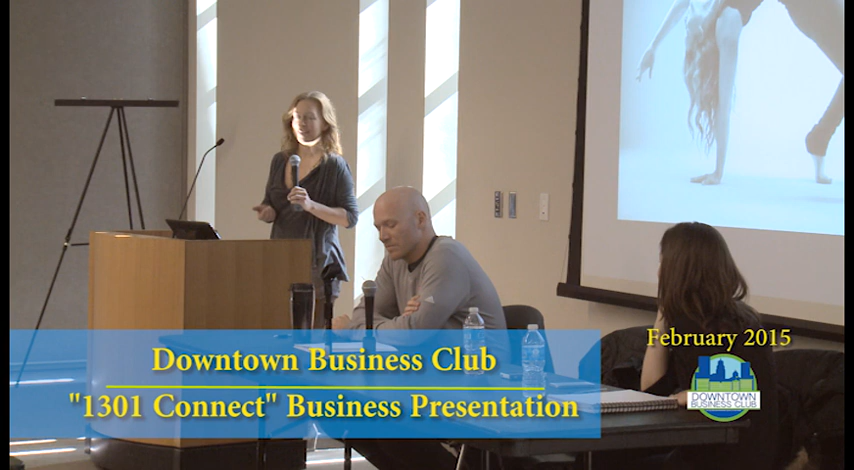 February 2015
Downtown Business Club
"1301 Connect" Business Presentation
DOWNTOWN
BUSINESS CLUB